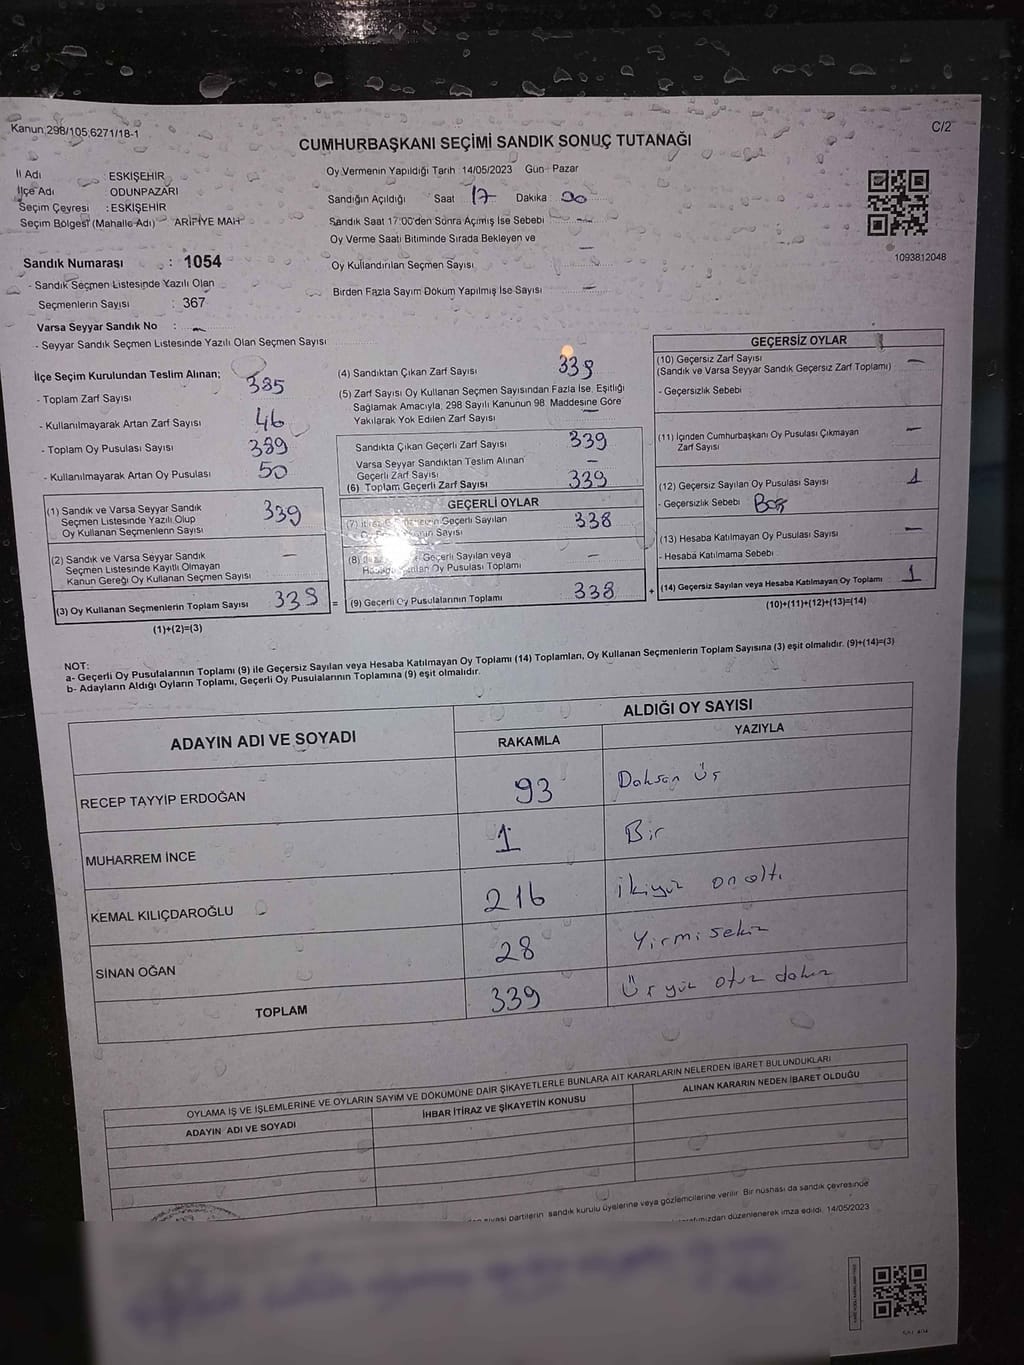 Kanun,298/105,6271/18-1
C/2
CUMHURBAŞKANI SEÇİMİ SANDIK SONUÇ TUTANAĞI
İl Adı : ESKİŞEHİR
İlçe Adı : ODUNPAZARI
Seçim Çevresi : ESKİŞEHİR
Seçim Bölgesi (Mahalle Adı) : ARİFİYE MAH
Sandık Numarası : 1054
- Sandık Seçmen Listesinde Yazılı Olan
Seçmenlerin Sayısı : 367
Varsa Seyyar Sandık No : -
- Seyyar Sandık Seçmen Listesinde Yazılı Olan Seçmen Sayısı
Oy Vermenin Yapıldığı Tarih : 14/05/2023 Gün : Pazar
Sandığın Açıldığı Saat 17 Dakika : 00
Sandık Saat 17:00'den Sonra Açımış İse Sebebi : -
Oy Verme Saati Bitiminde Sırada Bekleyen ve
Oy Kullandırılan Seçmen Sayısı -
Birden Fazla Sayım Döküm Yapılmış İse Sayısı -
1093812048
İlçe Seçim Kurulundan Teslim Alınan;
- Toplam Zarf Sayısı 385
- Kullanılmayarak Artan Zarf Sayısı 46
- Toplam Oy Pusulası Sayısı 389
- Kullanılmayarak Artan Oy Pusulası 50
(1) Sandık ve Varsa Seyyar Sandık
Seçmen Listesinde Yazılı Olup
Oy Kullanan Seçmenlerin Sayısı 339
(2) Sandık ve Varsa Seyyar Sandık
Seçmen Listesinde Kayıtlı Olmayan
Kanun Gereği Oy Kullanan Seçmen Sayısı -
(3) Oy Kullanan Seçmenlerin Toplam Sayısı 339 =
(1)+(2)=(3)
(4) Sandıktan Çıkan Zarf Sayısı 339
(5) Zarf Sayısı Oy Kullanan Seçmen Sayısından Fazla İse, Eşitliği
Sağlamak Amacıyla, 298 Sayılı Kanunun 98. Maddesine Göre
Yakılarak Yok Edilen Zarf Sayısı -
Sandıkta Çıkan Geçerli Zarf Sayısı 339
Varsa Seyyar Sandıktan Teslim Alınan
Geçerli Zarf Sayısı -
(6) Toplam Geçerli Zarf Sayısı 339
GEÇERLİ OYLAR
(7) Geçerli Sayılan
Sayısı 338
(8) Geçerli Sayılan veya
Oy Pusulası Toplamı -
(9) Geçerli Oy Pusulalarının Toplamı 338 +
GEÇERSİZ OYLAR
(10) Geçersiz Zarf Sayısı
(Sandık ve Varsa Seyyar Sandık Geçersiz Zarf Toplamı) -
- Geçersizlik Sebebi :
(11) İçinden Cumhurbaşkanı Oy Pusulası Çıkmayan
Zarf Sayısı -
(12) Geçersiz Sayılan Oy Pusulası Sayısı 1
- Geçersizlik Sebebi : Boş
(13) Hesaba Katılmayan Oy Pusulası Sayısı -
- Hesaba Katılmama Sebebi :
(14) Geçersiz Sayılan veya Hesaba Katılmayan Oy Toplamı 1
(10)+(11)+(12)+(13)=(14)
NOT:
a- Geçerli Oy Pusulalarının Toplamı (9) ile Geçersiz Sayılan veya Hesaba Katılmayan Oy Toplamı (14) Toplamları, Oy Kullanan Seçmenlerin Toplam Sayısına (3) eşit olmalıdır. (9)+(14)=(3)
b- Adayların Aldığı Oyların Toplamı, Geçerli Oy Pusulalarının Toplamına (9) eşit olmalıdır.
ADAYIN ADI VE SOYADI
ALDIĞI OY SAYISI
RAKAMLA YAZIYLA
RECEP TAYYİP ERDOĞAN 93 Doksan üç
MUHARREM İNCE 1 Bir
KEMAL KILIÇDAROĞLU 216 ikiyüz onaltı
SİNAN OĞAN 28 Yirmisekiz
TOPLAM 339 Üçyüz otuz dokuz
OYLAMA İŞ VE İŞLEMLERİNE VE OYLARIN SAYIM VE DÖKÜMÜNE DAİR ŞİKAYETLERLE BUNLARA AİT KARARLARIN NELERDEN İBARET BULUNDUKLARI
ADAYIN ADI VE SOYADI İHBAR İTİRAZ VE ŞİKAYETİN KONUSU ALINAN KARARIN NEDEN İBARET OLDUĞU
siyasi partilerin sandık kurulu üyelerine veya gözlemcilerine verilir. Bir nüshası da sandık çevresinde
düzenlenerek imza edildi. 14/05/2023